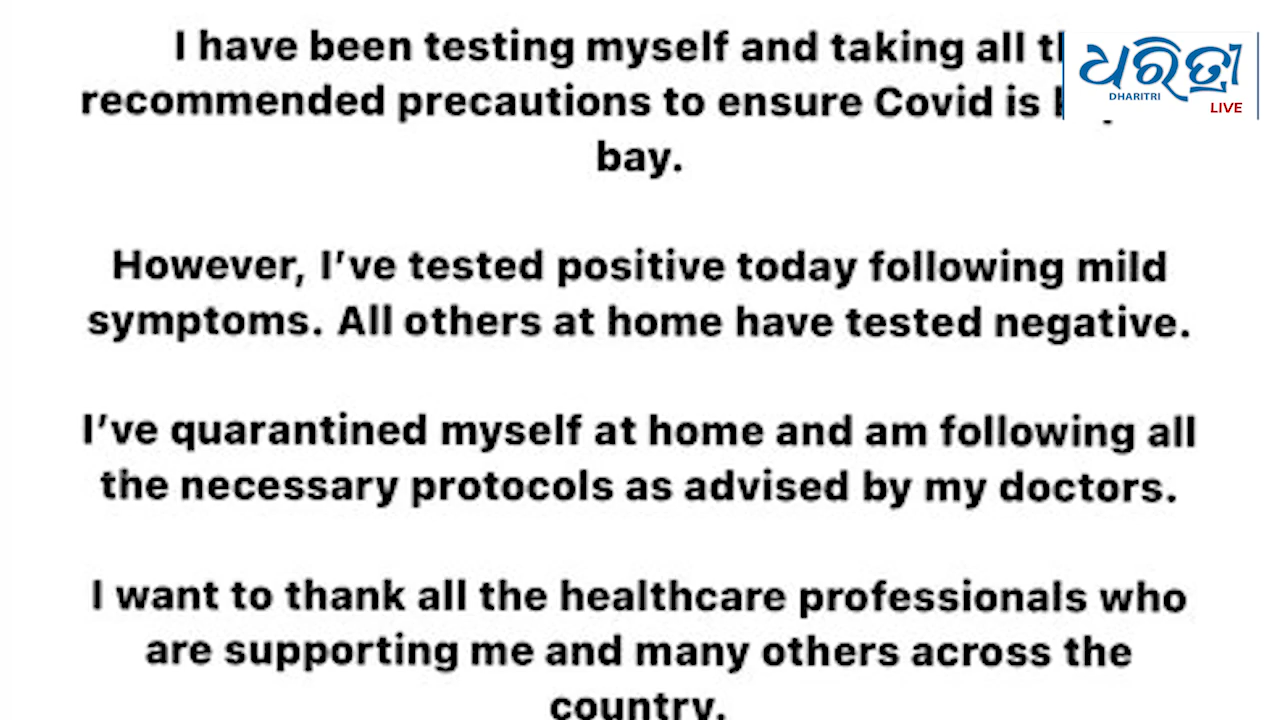 I have been testing myself and taking all
recommended precautions to ensure Covid is
bay.
However, I’ve tested positive today following mild
symptoms. All others at home have tested negative.
I’ve quarantined myself at home and am following all
the necessary protocols as advised by my doctors.
I want to thank all the healthcare professionals who
are supporting me and many others across the
country.
ଧରିତ୍ରୀ
DHARITRI
LIVE